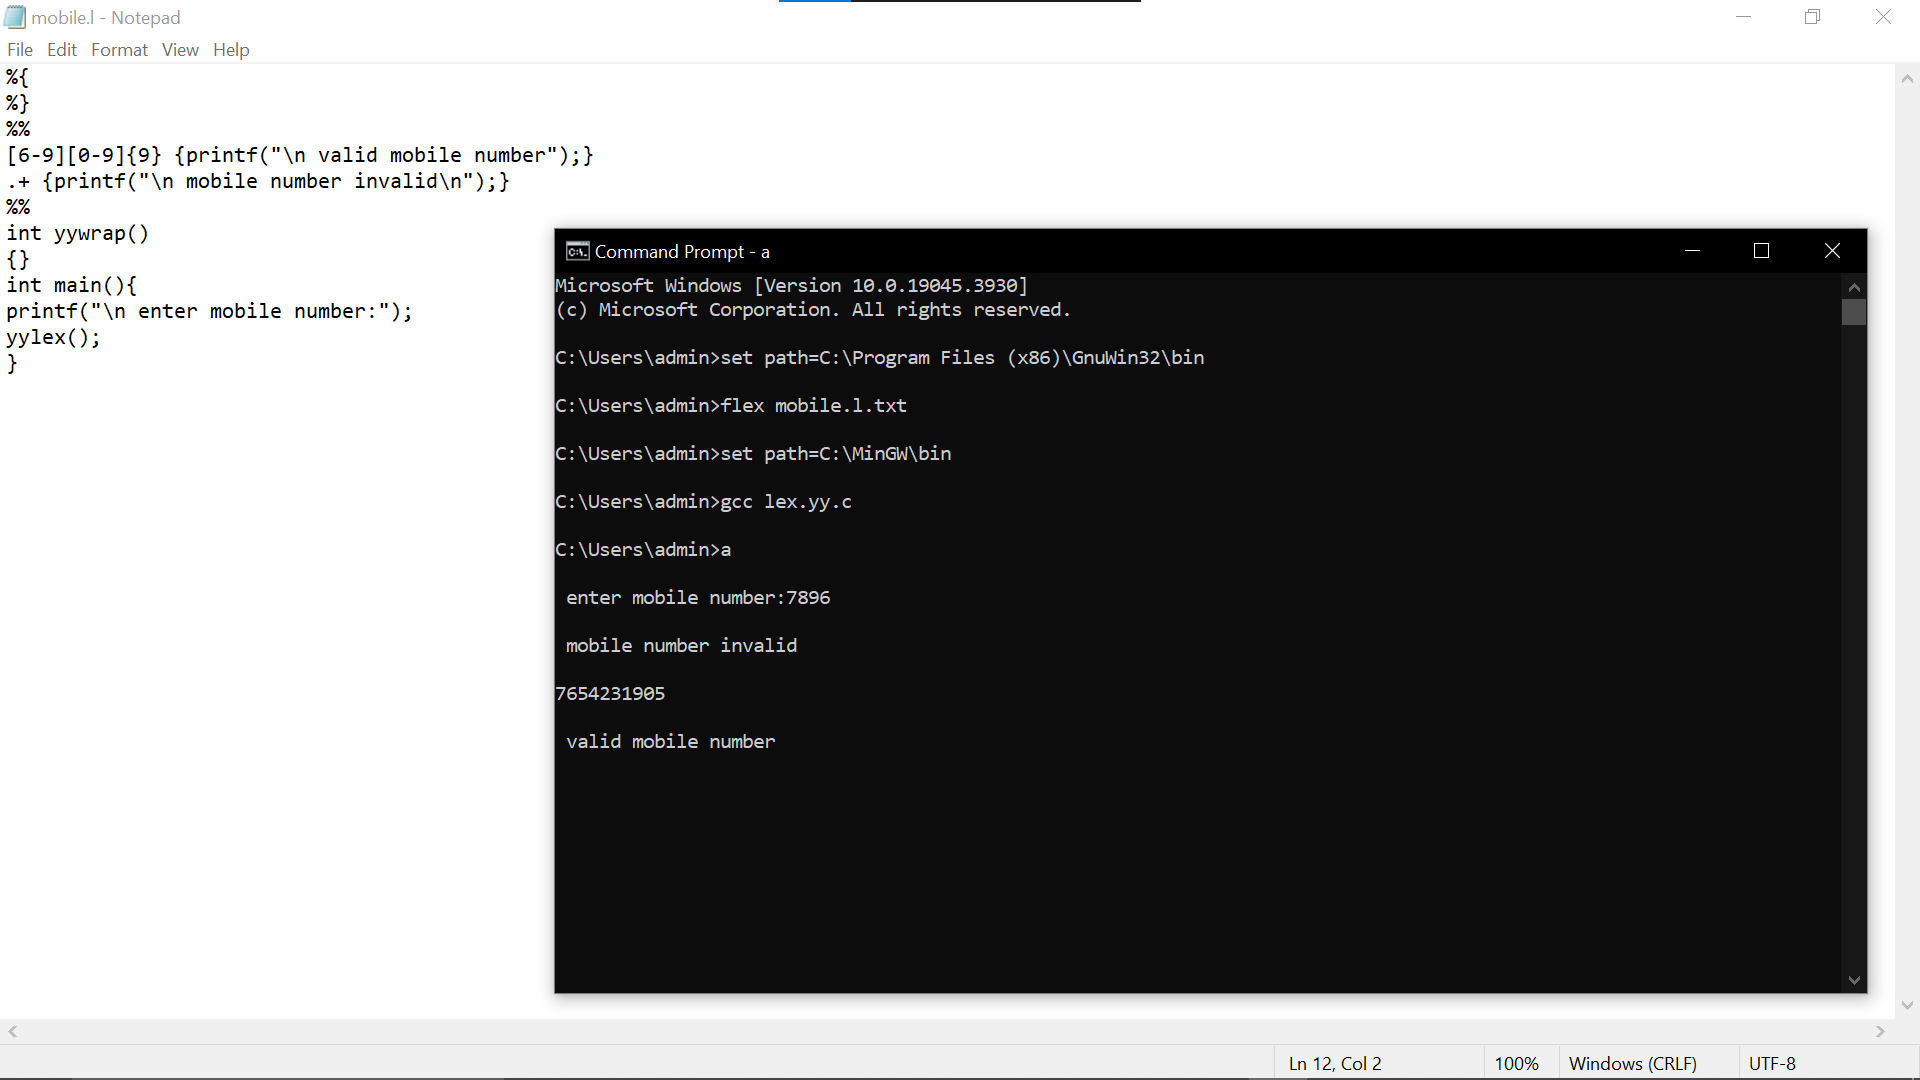 mobile.l - Notepad
File Edit Format View Help
%{
%}
%%
[6-9][0-9]{9} {printf("\n valid mobile number");}
.+ {printf("\n mobile number invalid\n");}
%%
int yywrap()
{}
int main(){
printf("\n enter mobile number:");
yylex();
}
Command Prompt - a
Microsoft Windows [Version 10.0.19045.3930]
(c) Microsoft Corporation. All rights reserved.
C:\Users\admin>set path=C:\Program Files (x86)\GnuWin32\bin
C:\Users\admin>flex mobile.l.txt
C:\Users\admin>set path=C:\MinGW\bin
C:\Users\admin>gcc lex.yy.c
C:\Users\admin>a
enter mobile number:7896
mobile number invalid
7654231905
valid mobile number
Ln 12, Col 2
100%
Windows (CRLF)
UTF-8